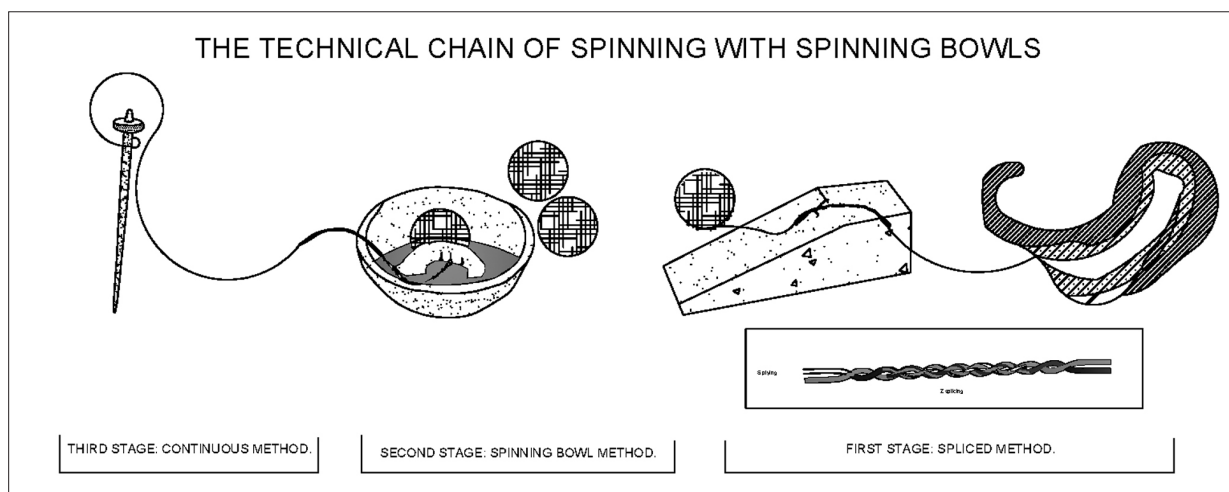 THE TECHNICAL CHAIN OF SPINNING WITH SPINNING BOWLS
S plying
Z splicing
THIRD STAGE: CONTINUOUS METHOD.
SECOND STAGE: SPINNING BOWL METHOD.
FIRST STAGE: SPLICED METHOD.